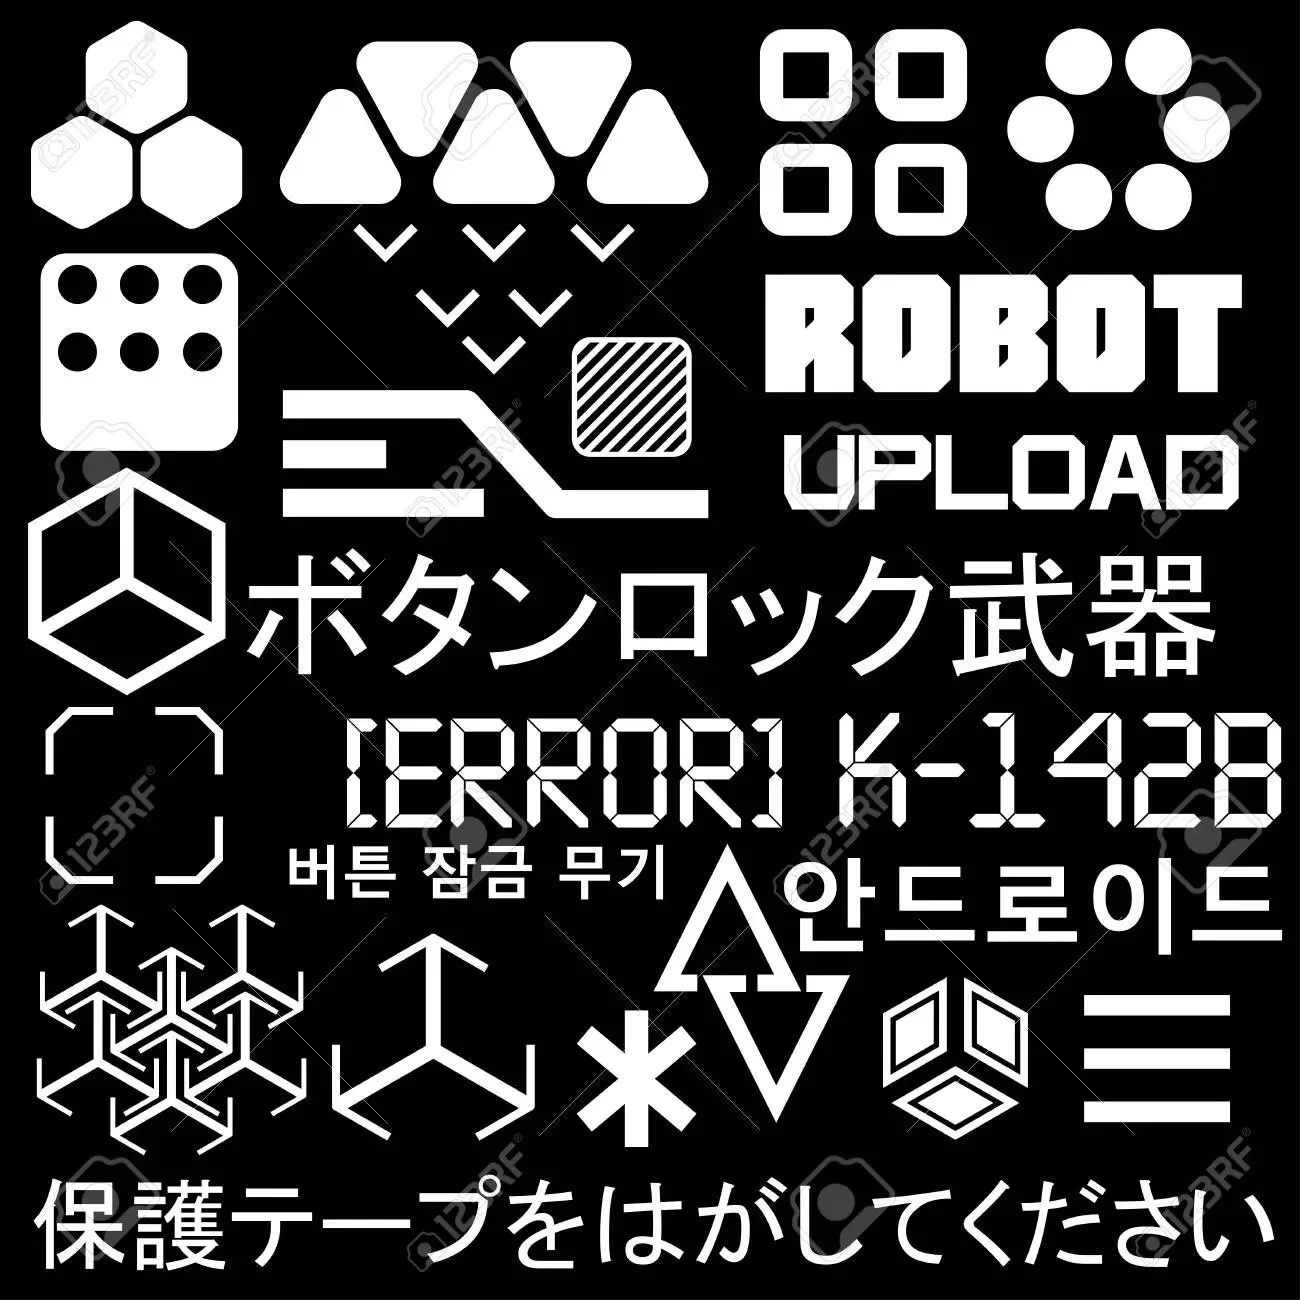 ROBOT
UPLOAD
ボタンロック武器
[ERROR] K-1428
버튼 잠금 무기
안드로이드
保護テープをはがしてください